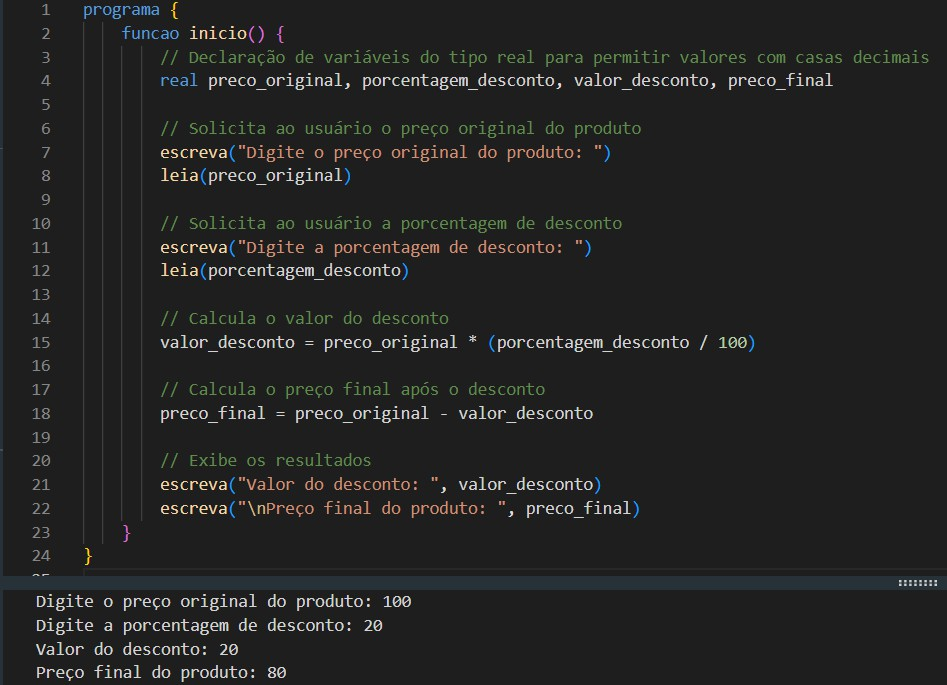 1 programa {
2 funcao inicio() {
3 // Declaração de variáveis do tipo real para permitir valores com casas decimais
4 real preco_original, porcentagem_desconto, valor_desconto, preco_final
5
6 // Solicita ao usuário o preço original do produto
7 escreva("Digite o preço original do produto: ")
8 leia(preco_original)
9
10 // Solicita ao usuário a porcentagem de desconto
11 escreva("Digite a porcentagem de desconto: ")
12 leia(porcentagem_desconto)
13
14 // Calcula o valor do desconto
15 valor_desconto = preco_original * (porcentagem_desconto / 100)
16
17 // Calcula o preço final após o desconto
18 preco_final = preco_original - valor_desconto
19
20 // Exibe os resultados
21 escreva("Valor do desconto: ", valor_desconto)
22 escreva("\nPreço final do produto: ", preco_final)
23 }
24 }
Digite o preço original do produto: 100
Digite a porcentagem de desconto: 20
Valor do desconto: 20
Preço final do produto: 80